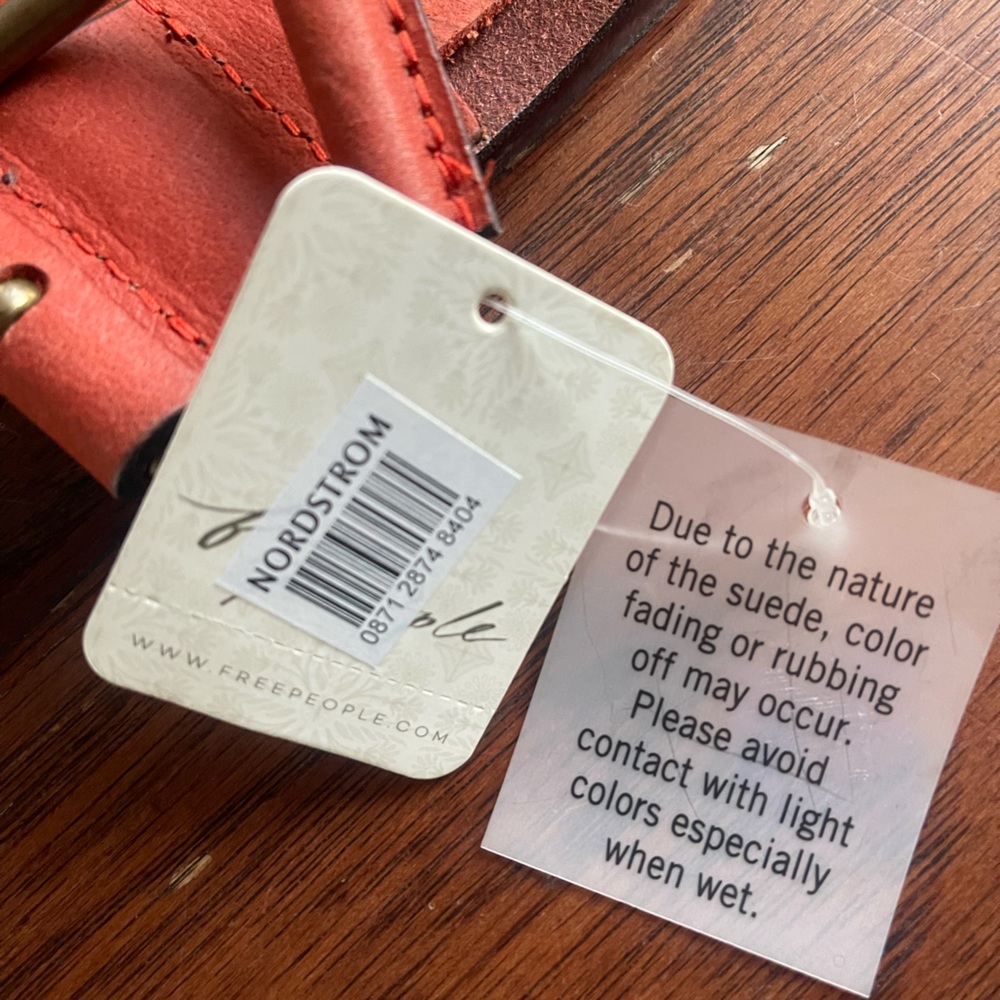 NORDSTROM
0871 2874 8404
WWW.FREEPEOPLE.COM
Due to the nature
of the suede, color
fading or rubbing
off may occur.
Please avoid
contact with light
colors especially
when wet.